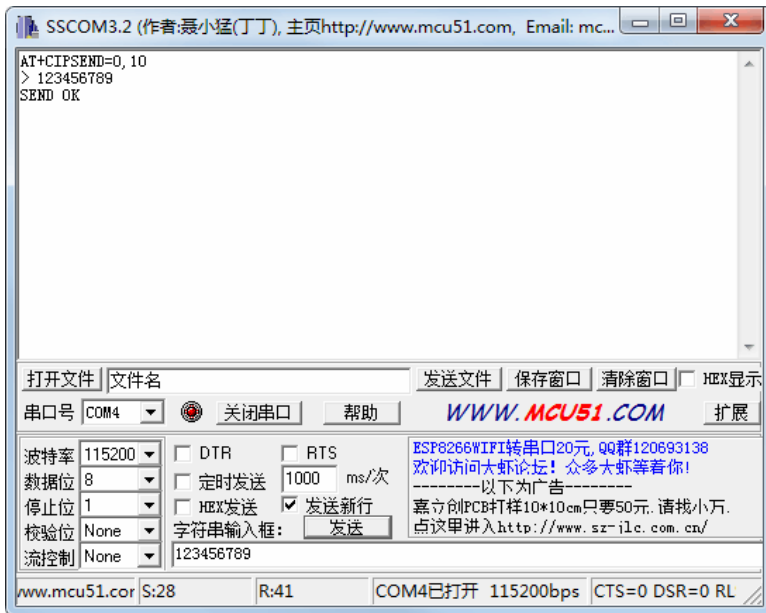 SSCOM3.2 (作者:聂小猛(丁丁), 主页http://www.mcu51.com, Email: mc...
AT+CIPSEND=0,10
> 123456789
SEND OK
打开文件 文件名 发送文件 保存窗口 清除窗口 HEX显示
串口号 COM4 关闭串口 帮助 WWW.MCU51.COM 扩展
波特率 115200 DTR RTS
数据位 8 定时发送 1000 ms/次
停止位 1 HEX发送 发送新行
校验位 None 字符串输入框: 发送
流控制 None 123456789
ESP8266WIFI转串口20元,QQ群120693138
欢迎访问大虾论坛! 众多大虾等着你!
--------以下为广告--------
嘉立创PCB打样10*10cm只要50元.请找小万.
点这里进入http://www.sz-jlc.com.cn/
www.mcu51.cor S:28 R:41 COM4已打开 115200bps CTS=0 DSR=0 RL